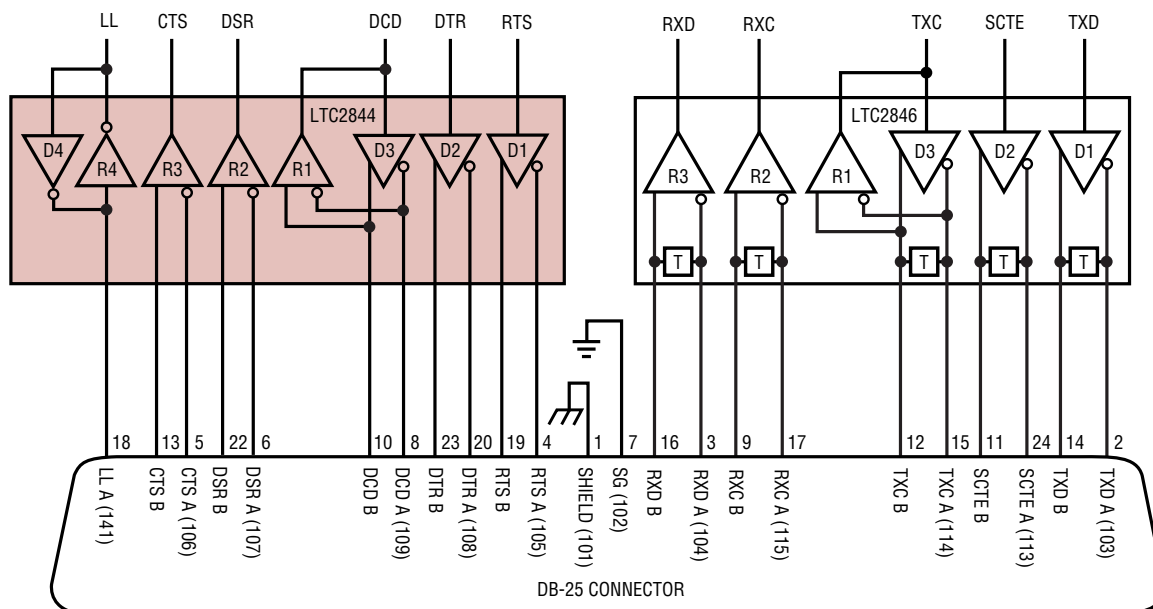 LL CTS DSR DCD DTR RTS RXD RXC TXC SCTE TXD
LTC2844 LTC2846
D4 R4 R3 R2 R1 D3 D2 D1 R3 R2 R1 D3 D2 D1
T T T T T
18 13 5 22 6 10 8 23 20 19 4 1 7 16 3 9 17 12 15 11 24 14 2
LL A (141)
CTS B
CTS A (106)
DSR B
DSR A (107)
DCD B
DCD A (109)
DTR B
DTR A (108)
RTS B
RTS A (105)
SHIELD (101)
SG (102)
RXD B
RXD A (104)
RXC B
RXC A (115)
TXC B
TXC A (114)
SCTE B
SCTE A (113)
TXD B
TXD A (103)
DB-25 CONNECTOR